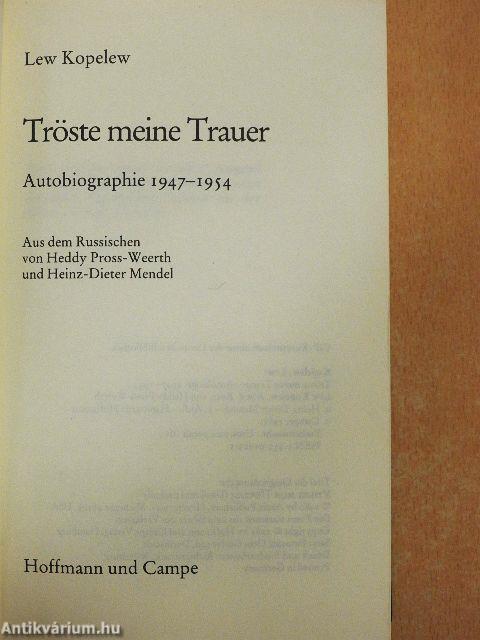 Lew Kopelew
Tröste meine Trauer
Autobiographie 1947–1954
Aus dem Russischen
von Heddy Pross-Weerth
und Heinz-Dieter Mendel
Hoffmann und Campe
Antikvárium.hu